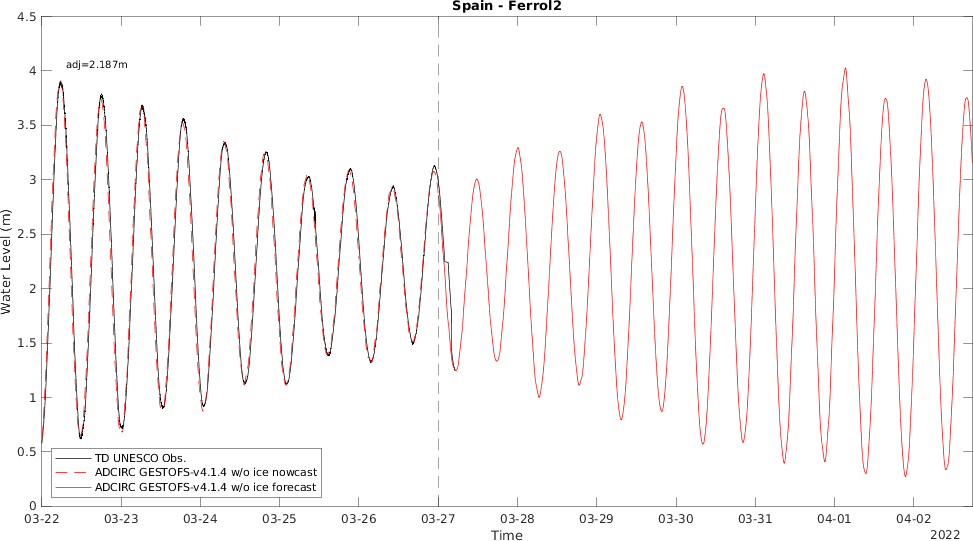 Spain - Ferrol2
4.5
4
3.5
3
2.5
2
1.5
1
0.5
0
Water Level (m)
adj=2.187m
TD UNESCO Obs.
ADCIRC GESTOFS-v4.1.4 w/o ice nowcast
ADCIRC GESTOFS-v4.1.4 w/o ice forecast
03-22 03-23 03-24 03-25 03-26 03-27 03-28 03-29 03-30 03-31 04-01 04-02
Time
2022